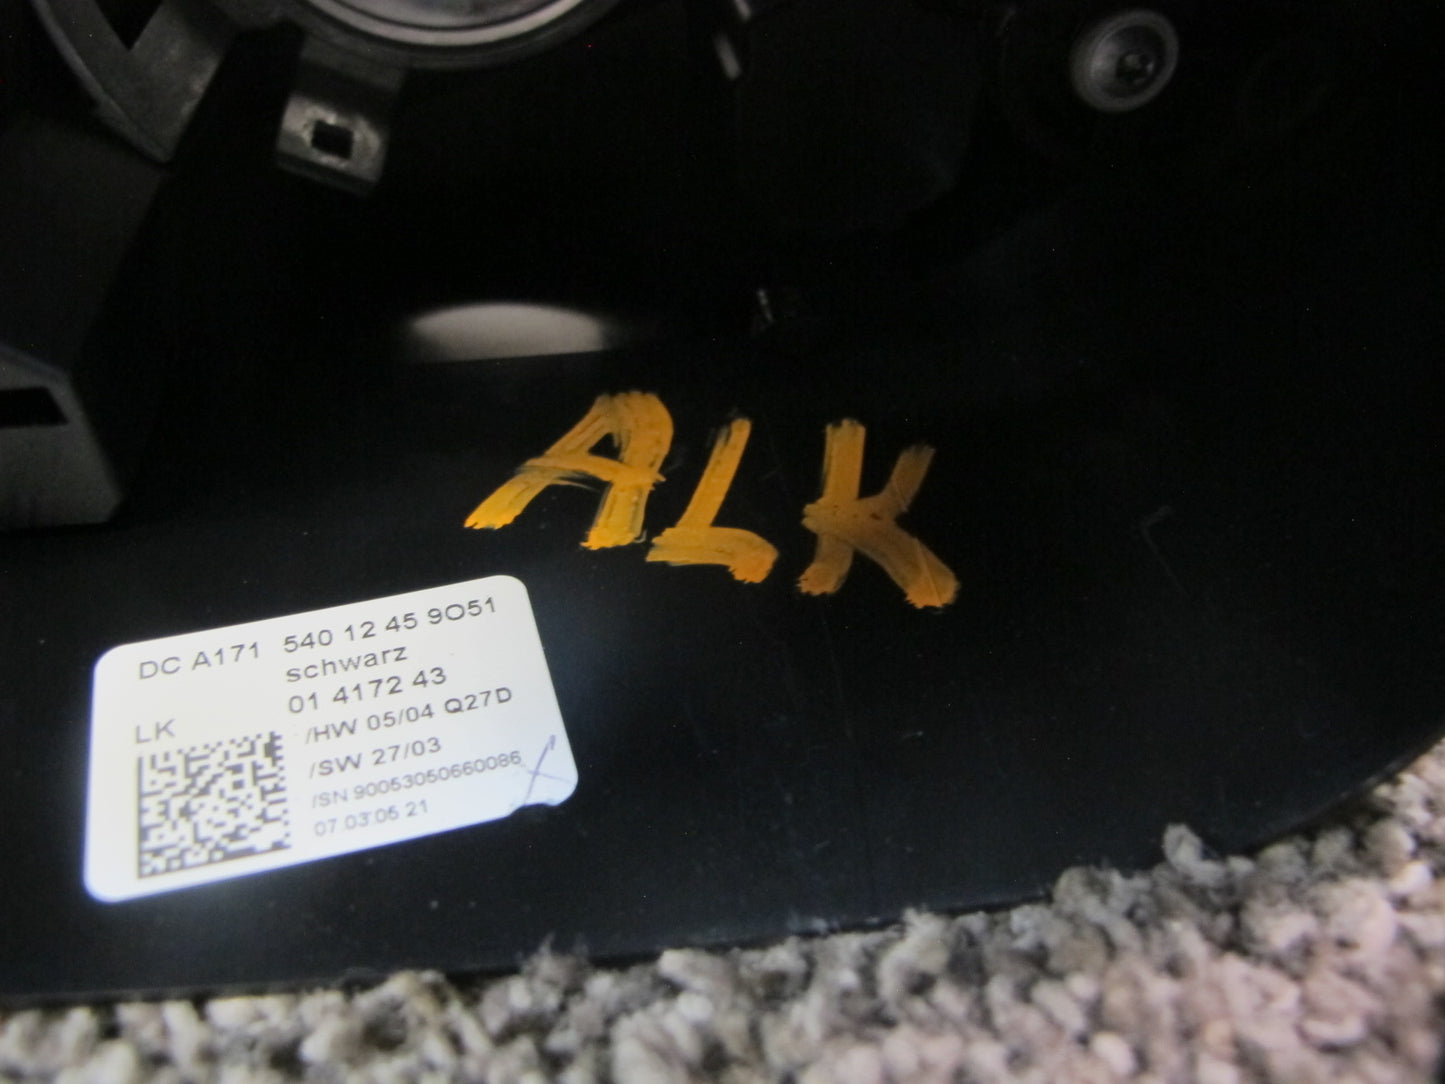 ALK
DC A171 540 12 45 9O51
schwarz
01 4172 43
LK
/HW 05/04 Q27D
/SW 27/03
/SN 90053050660086
07.03.05 21